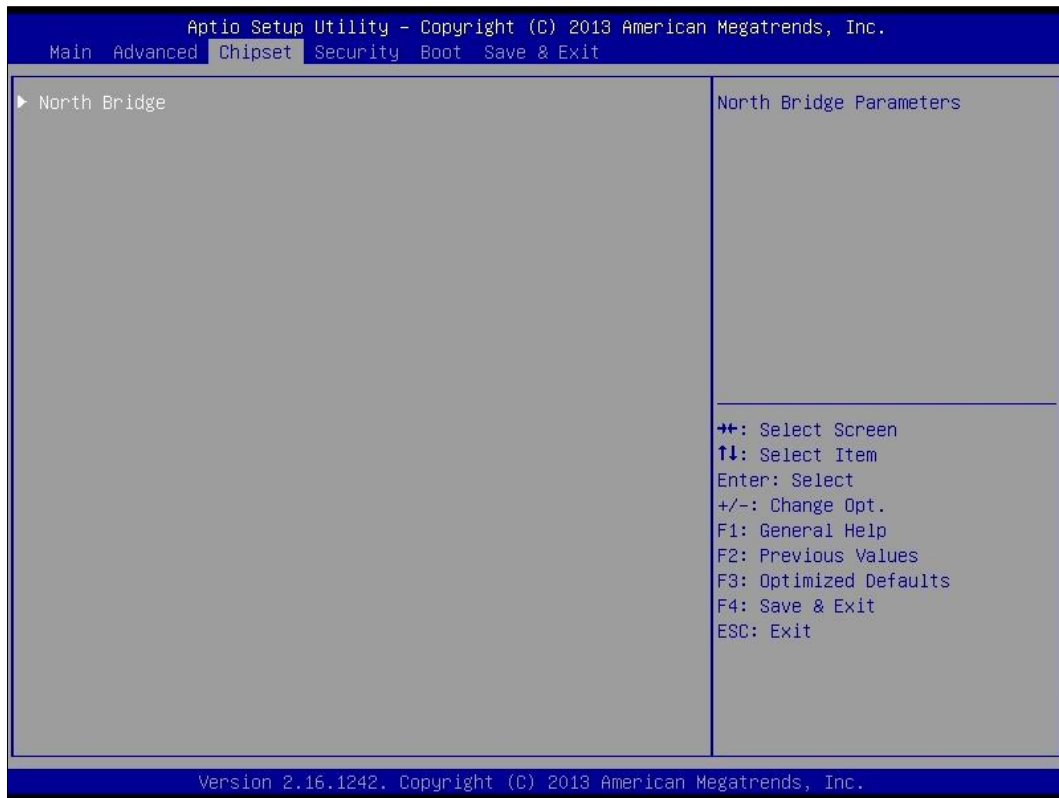 Aptio Setup Utility – Copyright (C) 2013 American Megatrends, Inc.
Main Advanced Chipset Security Boot Save & Exit
▶ North Bridge
North Bridge Parameters
→←: Select Screen
↑↓: Select Item
Enter: Select
+/-: Change Opt.
F1: General Help
F2: Previous Values
F3: Optimized Defaults
F4: Save & Exit
ESC: Exit
Version 2.16.1242. Copyright (C) 2013 American Megatrends, Inc.